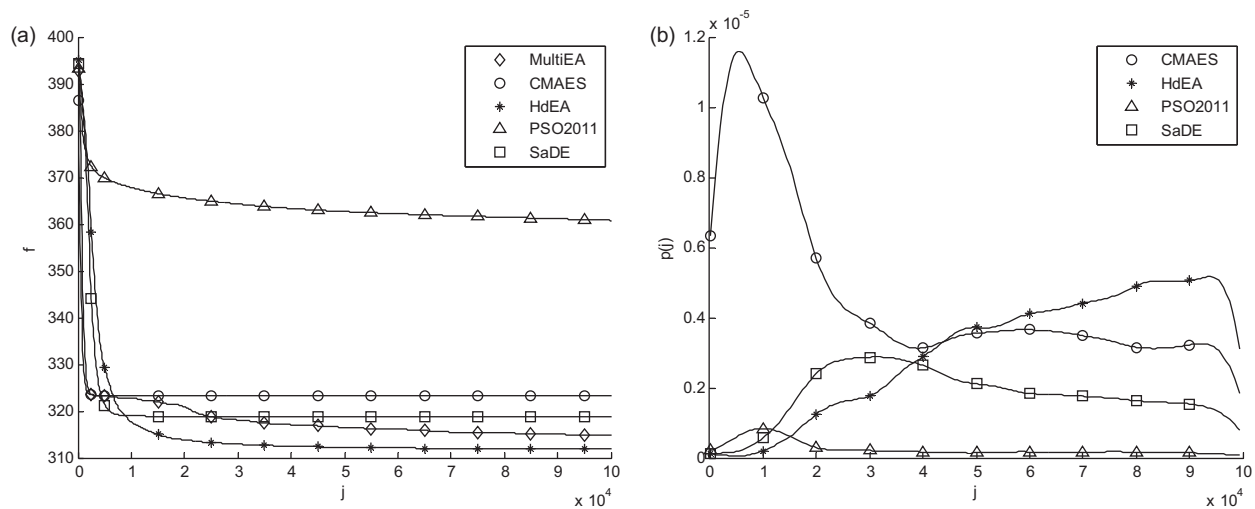 (a)
400
390
380
370
360
350
340
330
320
310
f
0 1 2 3 4 5 6 7 8 9 10
j
x 10^4
MultiEA
CMAES
HdEA
PSO2011
SaDE
(b)
x 10^-5
1.2
1
0.8
0.6
0.4
0.2
0
p(j)
0 1 2 3 4 5 6 7 8 9 10
j
x 10^4
CMAES
HdEA
PSO2011
SaDE